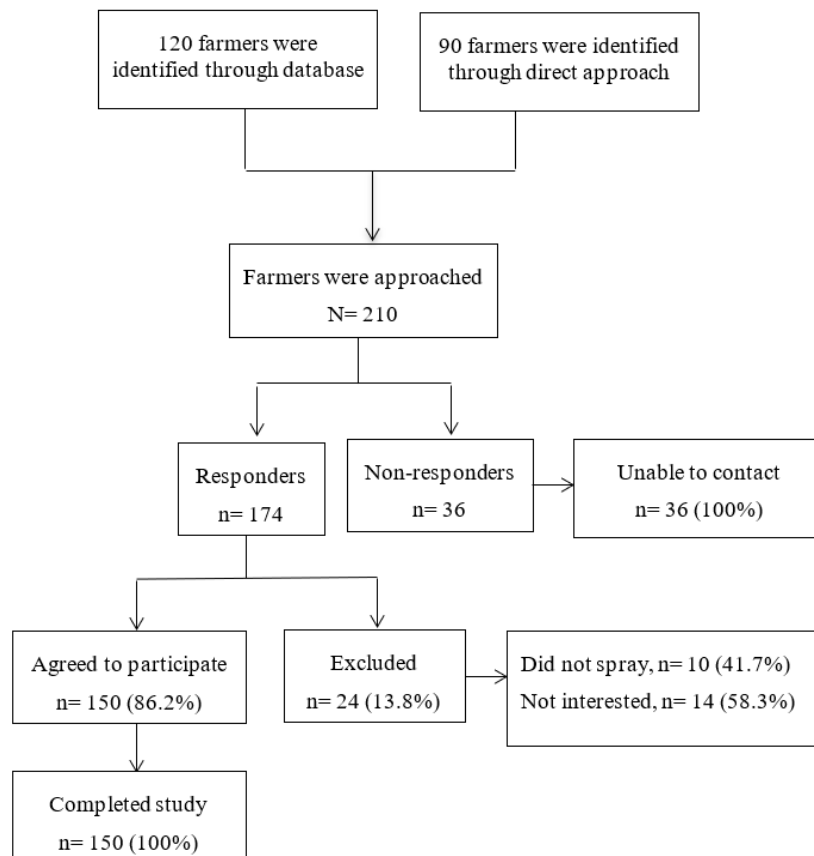 120 farmers were
identified through database
90 farmers were identified
through direct approach
Farmers were approached
N= 210
Responders
n= 174
Non-responders
n= 36
Unable to contact
n= 36 (100%)
Agreed to participate
n= 150 (86.2%)
Excluded
n= 24 (13.8%)
Did not spray, n= 10 (41.7%)
Not interested, n= 14 (58.3%)
Completed study
n= 150 (100%)